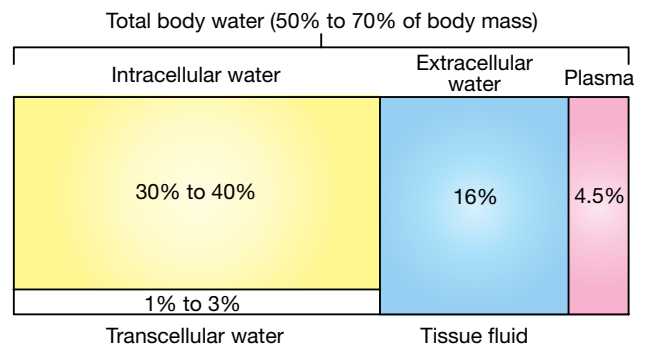 Total body water (50% to 70% of body mass)
Intracellular water
Extracellular
water
Plasma
30% to 40%
16%
4.5%
1% to 3%
Transcellular water
Tissue fluid